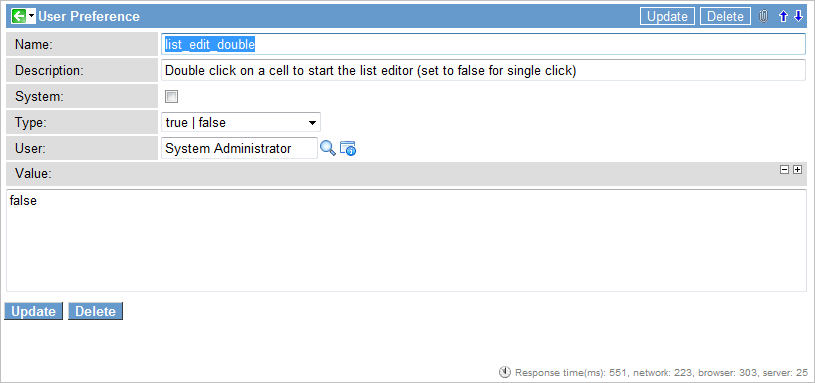 User Preference Update Delete
Name: list_edit_double
Description: Double click on a cell to start the list editor (set to false for single click)
System:
Type: true | false
User: System Administrator
Value:
false
Update Delete
Response time(ms): 551, network: 223, browser: 303, server: 25